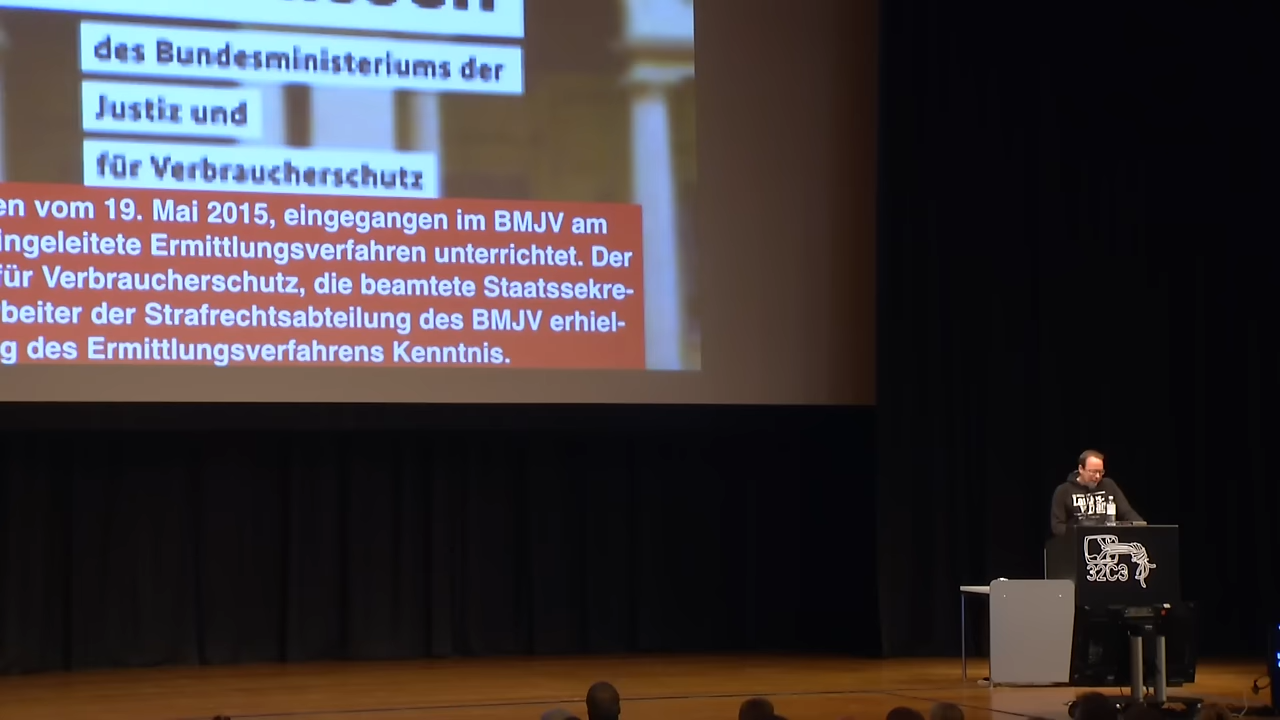 des Bundesministeriums der
Justiz und
für Verbraucherschutz
en vom 19. Mai 2015, eingegangen im BMJV am
ingeleitete Ermittlungsverfahren unterrichtet. Der
für Verbraucherschutz, die beamtete Staatssekre-
beiter der Strafrechtsabteilung des BMJV erhiel-
g des Ermittlungsverfahrens Kenntnis.
32C3